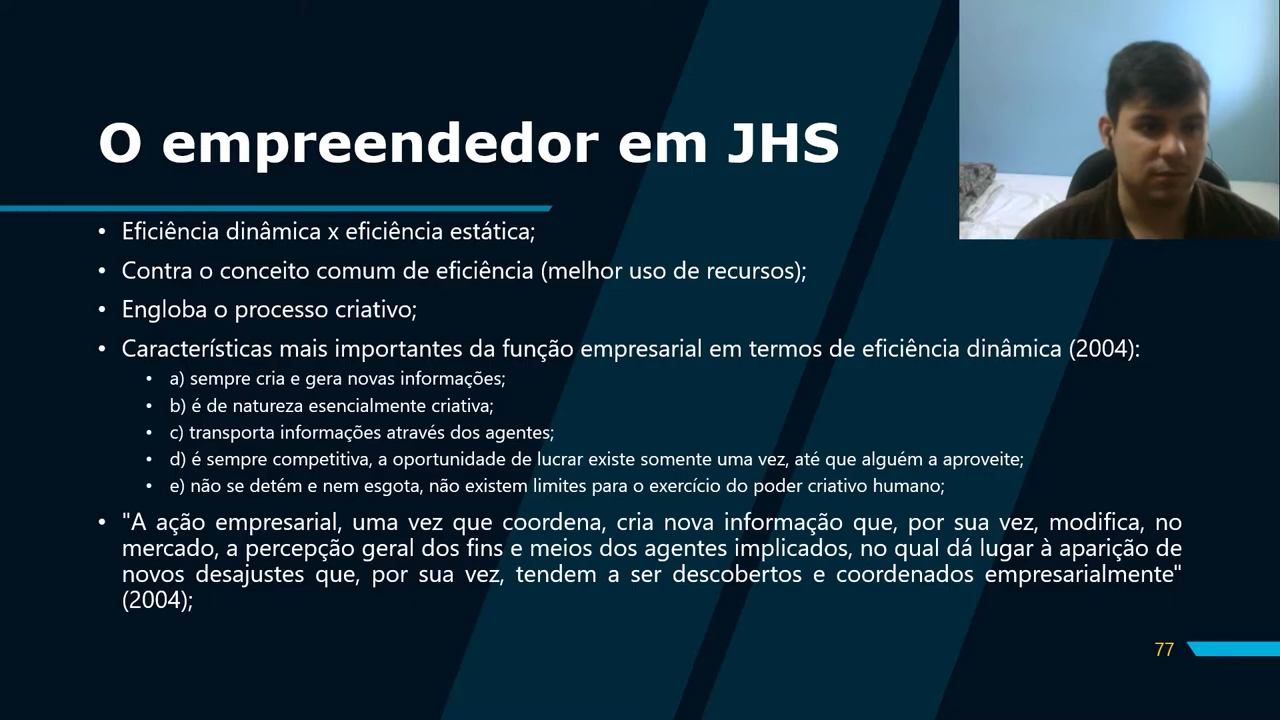 O empreendedor em JHS
• Eficiência dinâmica x eficiência estática;
• Contra o conceito comum de eficiência (melhor uso de recursos);
• Engloba o processo criativo;
• Características mais importantes da função empresarial em termos de eficiência dinâmica (2004):
• a) sempre cria e gera novas informações;
• b) é de natureza esencialmente criativa;
• c) transporta informações através dos agentes;
• d) é sempre competitiva, a oportunidade de lucrar existe somente uma vez, até que alguém a aproveite;
• e) não se detém e nem esgota, não existem limites para o exercício do poder criativo humano;
• "A ação empresarial, uma vez que coordena, cria nova informação que, por sua vez, modifica, no
mercado, a percepção geral dos fins e meios dos agentes implicados, no qual dá lugar à aparição de
novos desajustes que, por sua vez, tendem a ser descobertos e coordenados empresarialmente"
(2004);
77